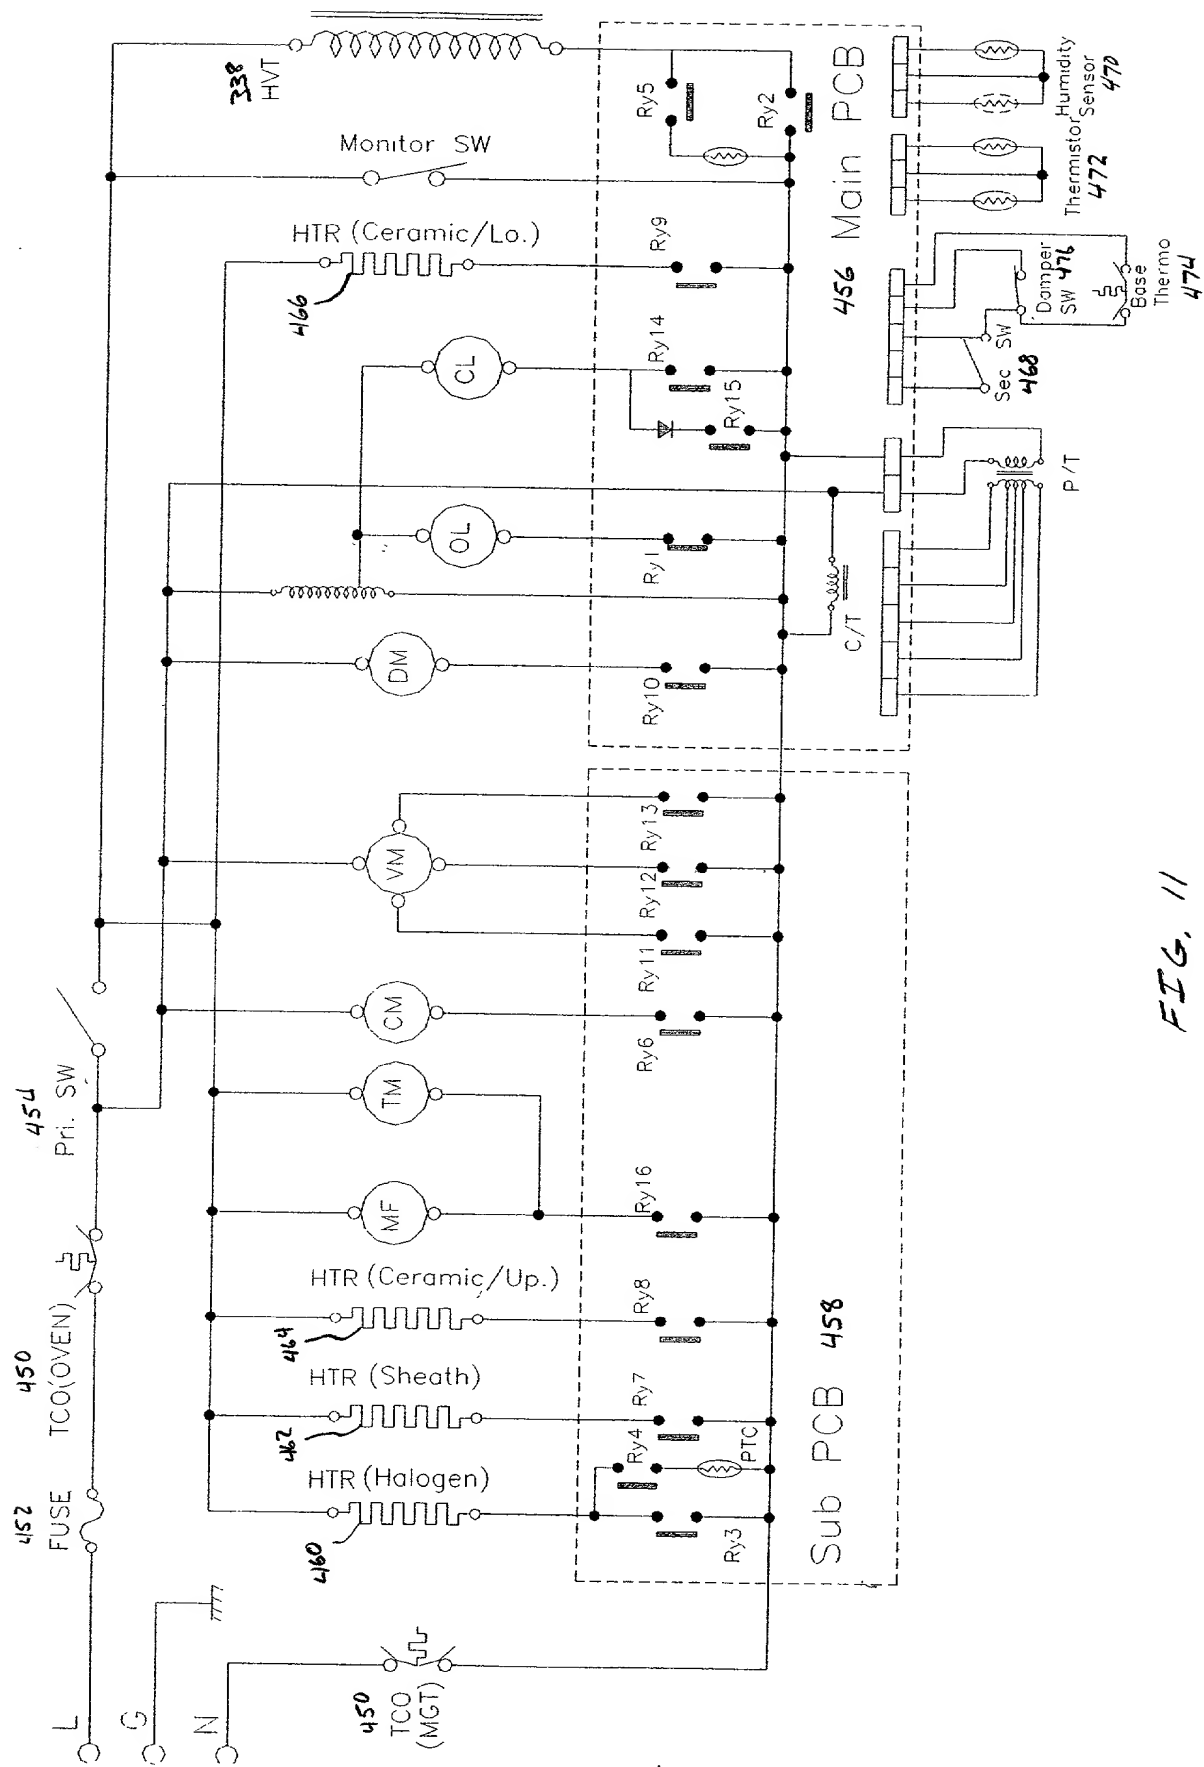 L
G
N
452
FUSE
450
TCO(OVEN)
454
Pri. SW
338
HVT
Monitor SW
HTR (Ceramic/Lo.)
466
CL
OL
DM
VM
CM
TM
MF
HTR (Ceramic/Up.)
464
HTR (Sheath)
462
HTR (Halogen)
460
450
TCO
(MGT)
Ry3
Ry4
PTC
Ry7
Ry8
Ry16
Ry6
Ry11
Ry12
Ry13
Ry10
Ry1
Ry15
Ry14
Ry9
Ry5
Ry2
Sub PCB 458
456 Main PCB
C/T
P/T
Sec SW
468
Damper
SW 476
Base
Thermo
474
Thermistor
472
Humidity
Sensor
470
FIG. 11